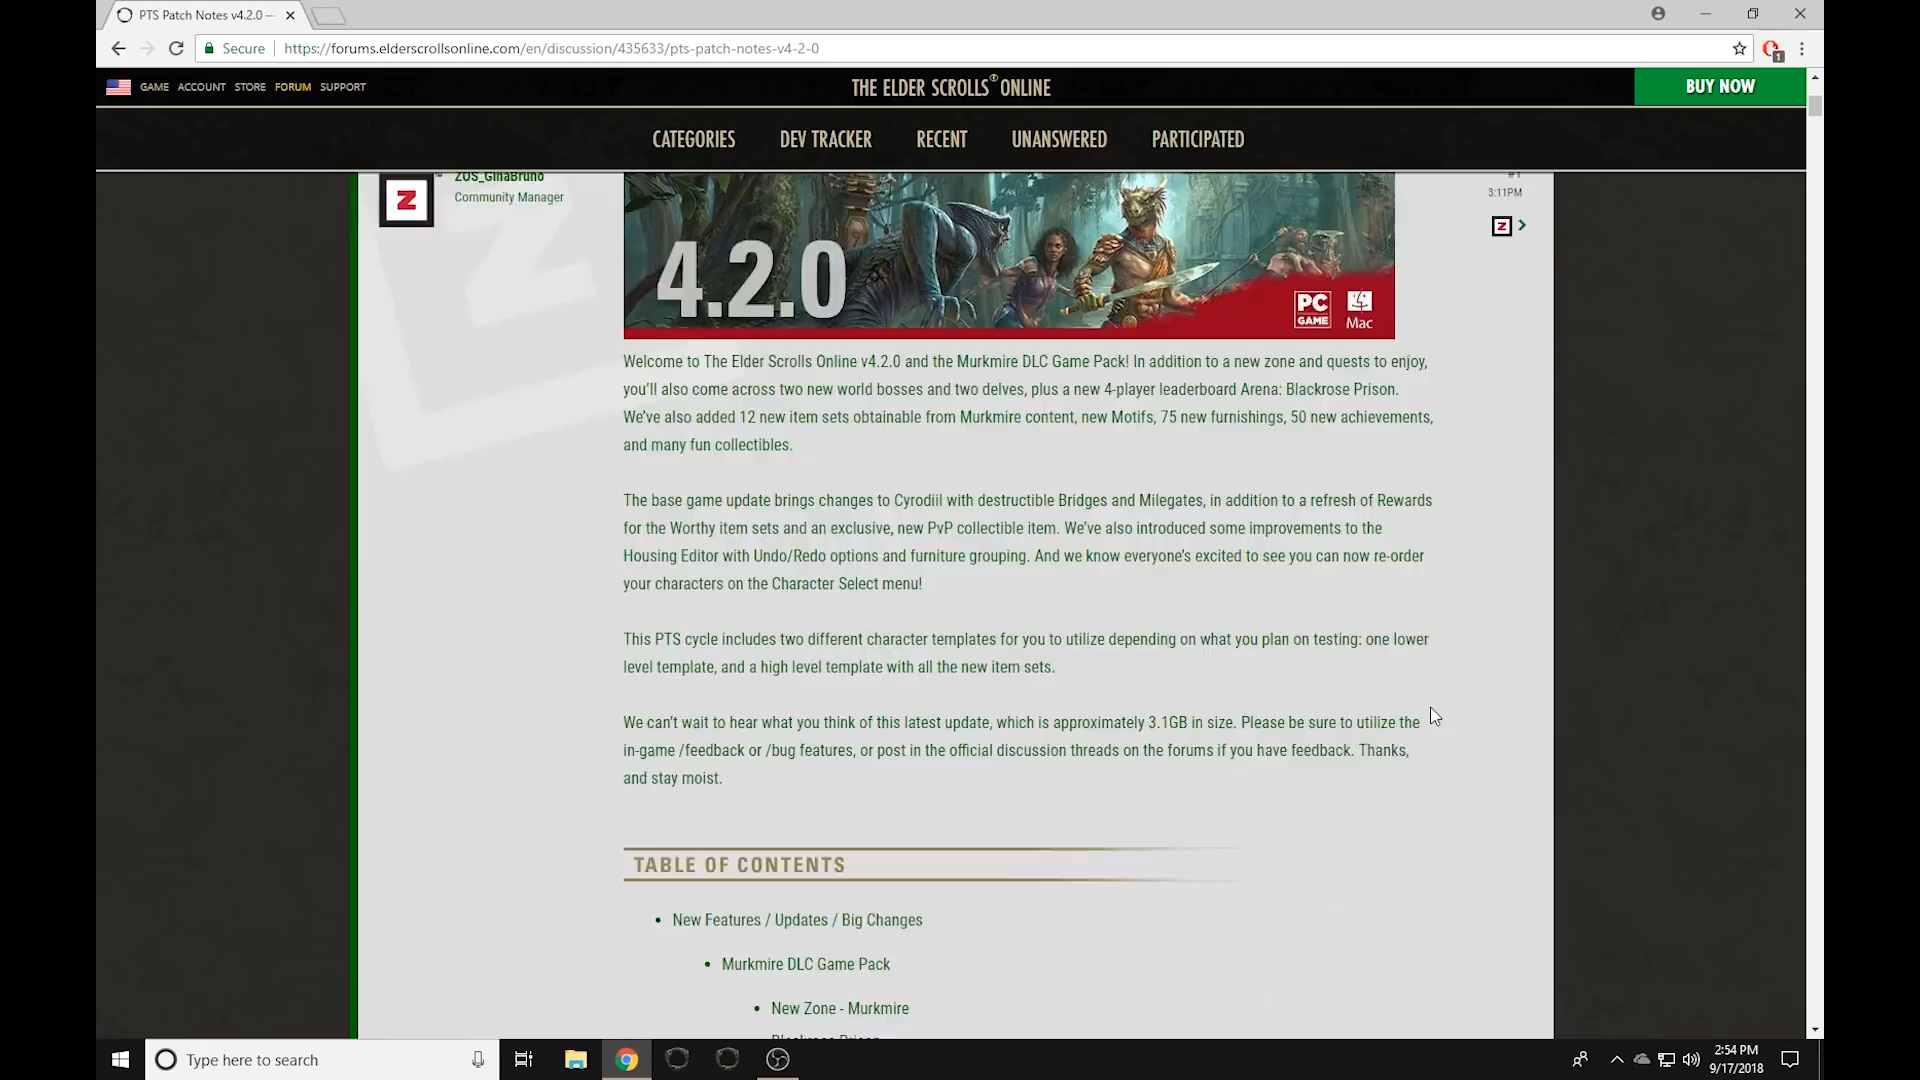 PTS Patch Notes v4.2.0 —
Secure
https://forums.elderscrollsonline.com/en/discussion/435633/pts-patch-notes-v4-2-0
1
GAME ACCOUNT STORE FORUM SUPPORT
THE ELDER SCROLLS® ONLINE
BUY NOW
CATEGORIES DEV TRACKER RECENT UNANSWERED PARTICIPATED
ZOS_GinaBruno
Community Manager
Z
#1
3:11PM
Z
4.2.0
PC
GAME
Mac
Welcome to The Elder Scrolls Online v4.2.0 and the Murkmire DLC Game Pack! In addition to a new zone and quests to enjoy,
you'll also come across two new world bosses and two delves, plus a new 4-player leaderboard Arena: Blackrose Prison.
We've also added 12 new item sets obtainable from Murkmire content, new Motifs, 75 new furnishings, 50 new achievements,
and many fun collectibles.
The base game update brings changes to Cyrodiil with destructible Bridges and Milegates, in addition to a refresh of Rewards
for the Worthy item sets and an exclusive, new PvP collectible item. We've also introduced some improvements to the
Housing Editor with Undo/Redo options and furniture grouping. And we know everyone's excited to see you can now re-order
your characters on the Character Select menu!
This PTS cycle includes two different character templates for you to utilize depending on what you plan on testing: one lower
level template, and a high level template with all the new item sets.
We can't wait to hear what you think of this latest update, which is approximately 3.1GB in size. Please be sure to utilize the
in-game /feedback or /bug features, or post in the official discussion threads on the forums if you have feedback. Thanks,
and stay moist.
TABLE OF CONTENTS
• New Features / Updates / Big Changes
• Murkmire DLC Game Pack
• New Zone - Murkmire
Blackrose Prison
Type here to search
2:54 PM
9/17/2018